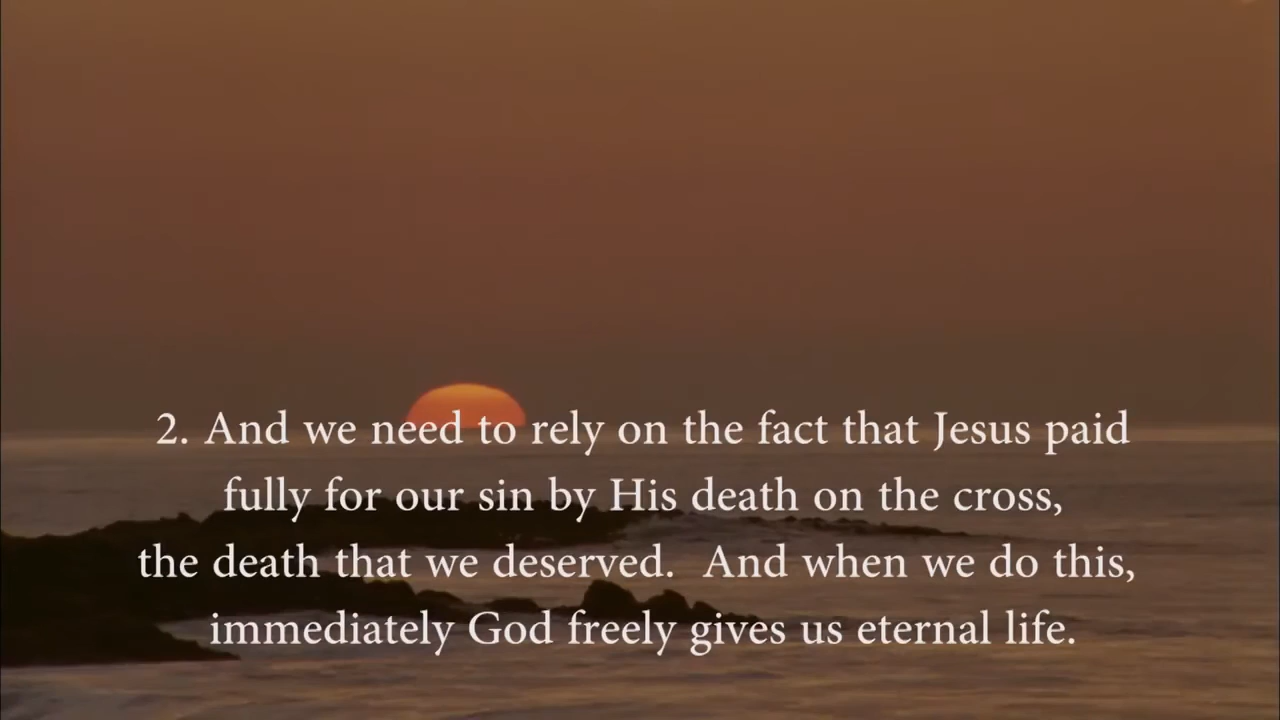 2. And we need to rely on the fact that Jesus paid
fully for our sin by His death on the cross,
the death that we deserved.  And when we do this,
immediately God freely gives us eternal life.